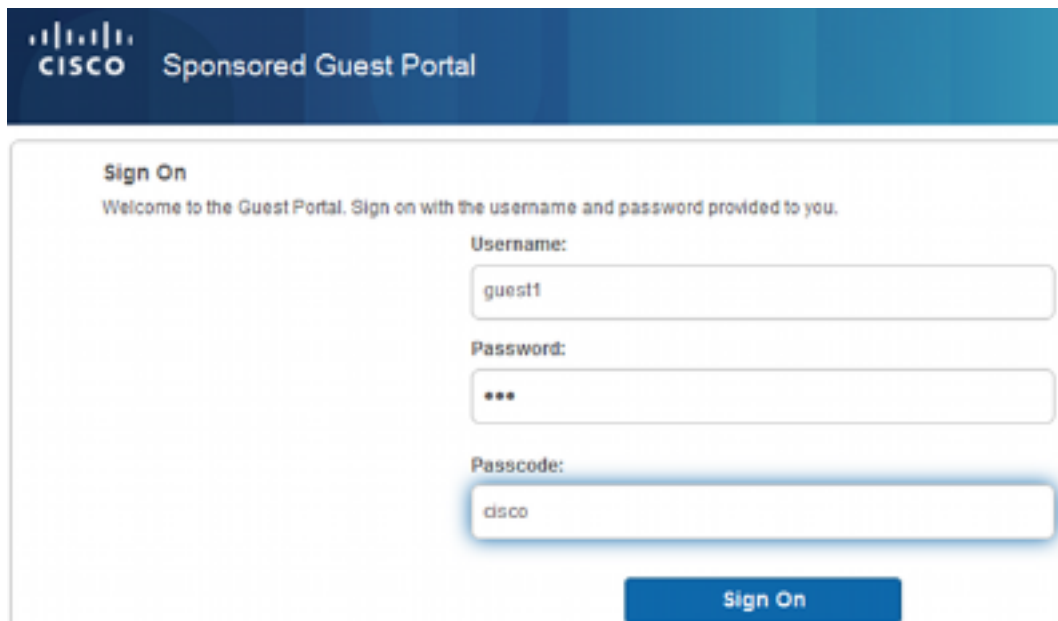 CISCO Sponsored Guest Portal
Sign On
Welcome to the Guest Portal. Sign on with the username and password provided to you.
Username:
guest1
Password:
•••
Passcode:
cisco
Sign On